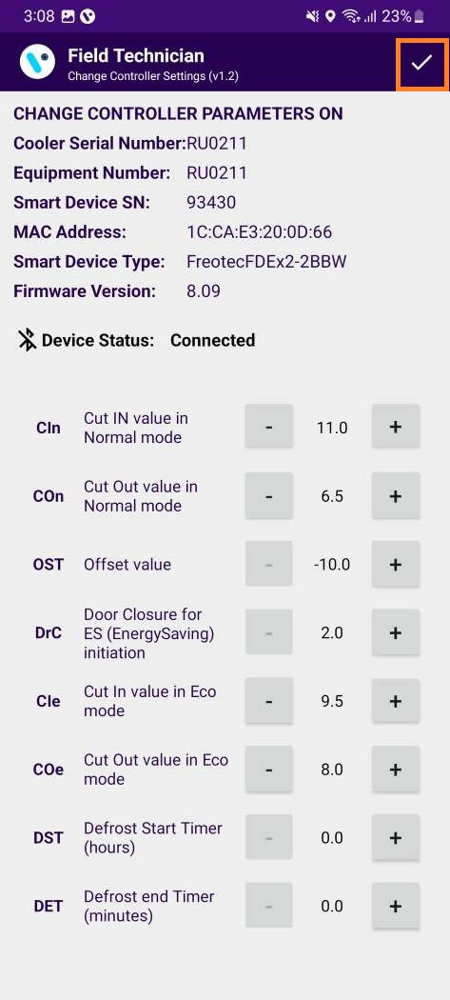 3:08 23%
Field Technician
Change Controller Settings (v1.2)
CHANGE CONTROLLER PARAMETERS ON
Cooler Serial Number:RU0211
Equipment Number: RU0211
Smart Device SN: 93430
MAC Address: 1C:CA:E3:20:0D:66
Smart Device Type: FreotecFDEx2-2BBW
Firmware Version: 8.09
Device Status: Connected
CIn Cut IN value in
Normal mode - 11.0 +
COn Cut Out value in
Normal mode - 6.5 +
OST Offset value - -10.0 +
DrC Door Closure for
ES (EnergySaving)
initiation - 2.0 +
CIe Cut In value in Eco
mode - 9.5 +
COe Cut Out value in Eco
mode - 8.0 +
DST Defrost Start Timer
(hours) - 0.0 +
DET Defrost end Timer
(minutes) - 0.0 +